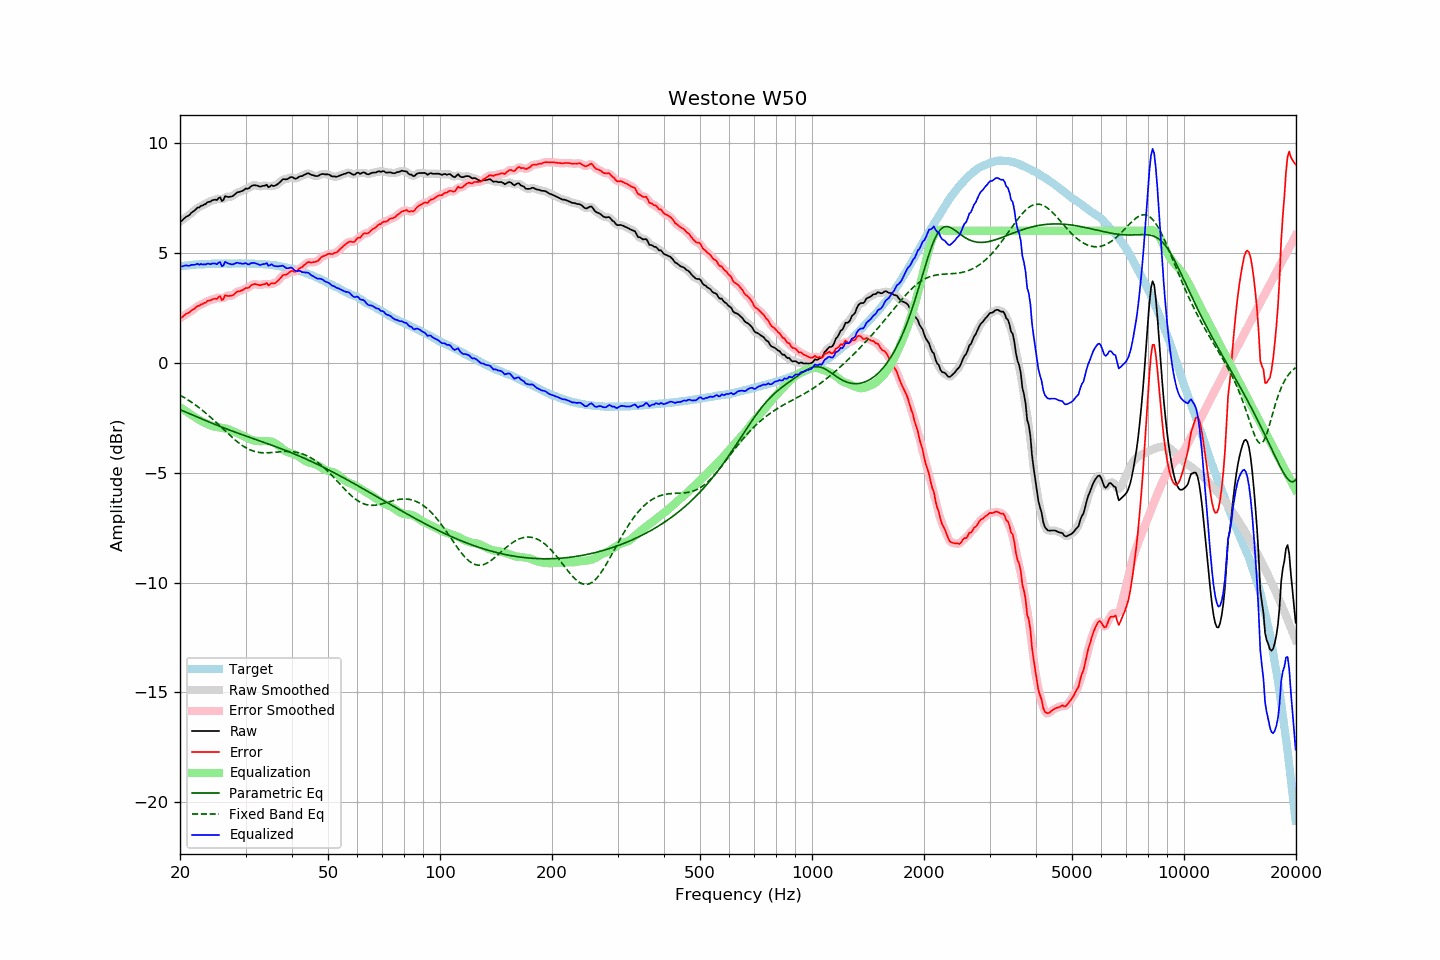 Westone W50
Amplitude (dBr)
10
5
0
−5
−10
−15
−20
Target
Raw Smoothed
Error Smoothed
Raw
Error
Equalization
Parametric Eq
Fixed Band Eq
Equalized
20 50 100 200 500 1000 2000 5000 10000 20000
Frequency (Hz)